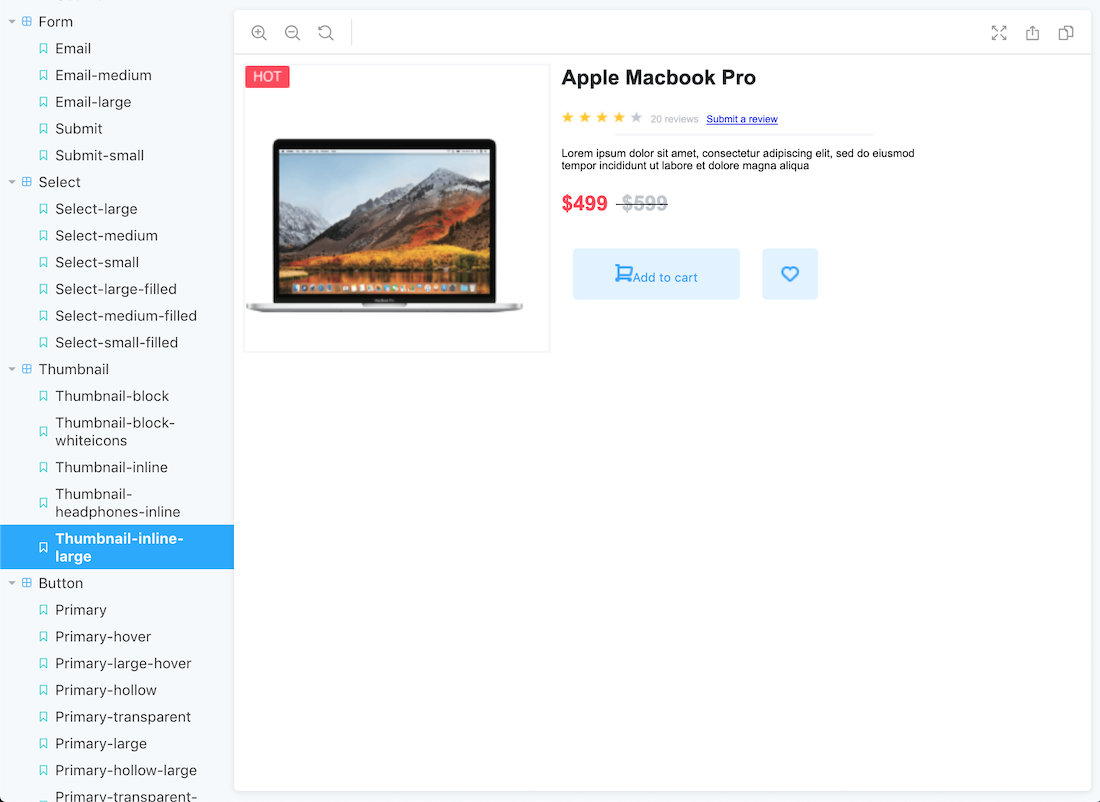 Form
Email
Email-medium
Email-large
Submit
Submit-small
Select
Select-large
Select-medium
Select-small
Select-large-filled
Select-medium-filled
Select-small-filled
Thumbnail
Thumbnail-block
Thumbnail-block-
whiteicons
Thumbnail-inline
Thumbnail-
headphones-inline
Thumbnail-inline-
large
Button
Primary
Primary-hover
Primary-large-hover
Primary-hollow
Primary-transparent
Primary-large
Primary-hollow-large
Primary-transparent-
HOT
Apple Macbook Pro
20 reviews Submit a review
Lorem ipsum dolor sit amet, consectetur adipiscing elit, sed do eiusmod
tempor incididunt ut labore et dolore magna aliqua
$499 $599
Add to cart